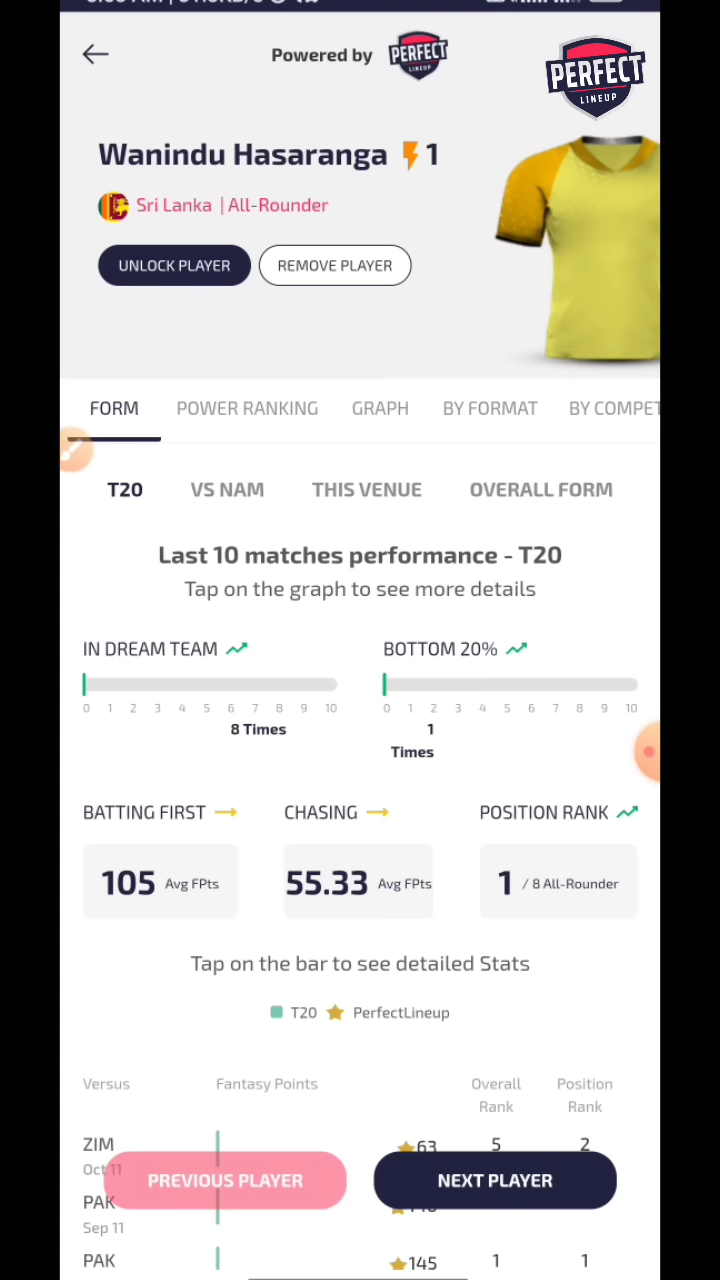 Powered by PERFECT LINEUP
PERFECT
LINEUP
Wanindu Hasaranga 1
Sri Lanka | All-Rounder
UNLOCK PLAYER REMOVE PLAYER
FORM POWER RANKING GRAPH BY FORMAT BY COMPET
T20 VS NAM THIS VENUE OVERALL FORM
Last 10 matches performance - T20
Tap on the graph to see more details
IN DREAM TEAM BOTTOM 20%
0 1 2 3 4 5 6 7 8 9 10 0 1 2 3 4 5 6 7 8 9 10
8 Times 1
Times
BATTING FIRST CHASING POSITION RANK
105 Avg FPts 55.33 Avg FPts 1 / 8 All-Rounder
Tap on the bar to see detailed Stats
T20 PerfectLineup
Versus Fantasy Points Overall Position
Rank Rank
ZIM 63 5 2
Oct 11
PREVIOUS PLAYER NEXT PLAYER
PAK
Sep 11
PAK 145 1 1